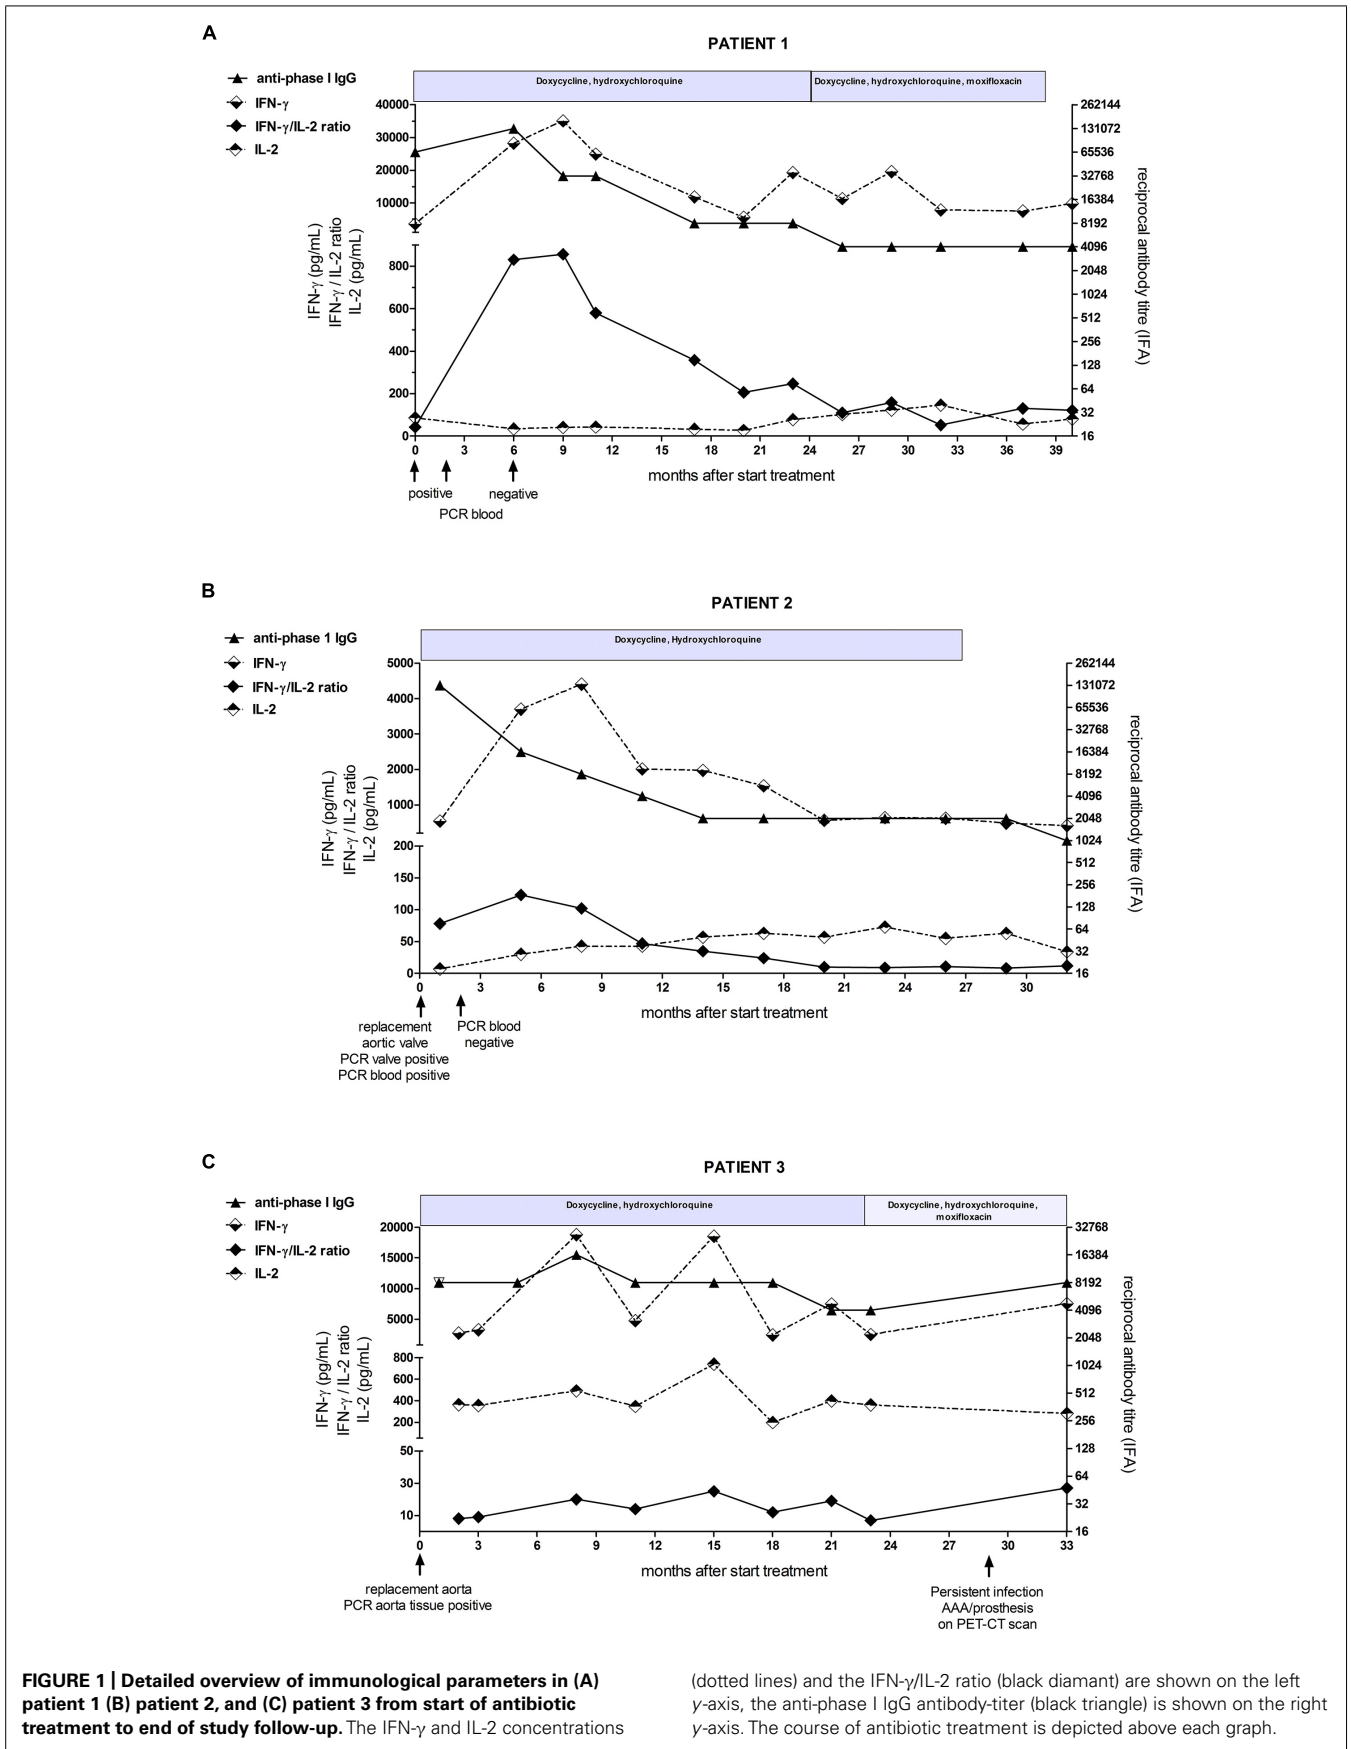 A
PATIENT 1
anti-phase I IgG
IFN-γ
IFN-γ/IL-2 ratio
IL-2
Doxycycline, hydroxychloroquine
Doxycycline, hydroxychloroquine, moxifloxacin
40000
30000
20000
10000
800
600
400
200
0
IFN-γ (pg/mL)
IFN-γ / IL-2 ratio
IL-2 (pg/mL)
262144
131072
65536
32768
16384
8192
4096
2048
1024
512
256
128
64
32
16
reciprocal antibody titre (IFA)
0 3 6 9 12 15 18 21 24 27 30 33 36 39
months after start treatment
positive negative
PCR blood
B
PATIENT 2
anti-phase 1 IgG
IFN-γ
IFN-γ/IL-2 ratio
IL-2
Doxycycline, Hydroxychloroquine
5000
4000
3000
2000
1000
200
150
100
50
0
IFN-γ (pg/mL)
IFN-γ / IL-2 ratio
IL-2 (pg/mL)
262144
131072
65536
32768
16384
8192
4096
2048
1024
512
256
128
64
32
16
reciprocal antibody titre (IFA)
0 3 6 9 12 15 18 21 24 27 30
months after start treatment
replacement
aortic valve
PCR valve positive
PCR blood positive
PCR blood
negative
C
PATIENT 3
anti-phase I IgG
IFN-γ
IFN-γ/IL-2 ratio
IL-2
Doxycycline, hydroxychloroquine
Doxycycline, hydroxychloroquine,
moxifloxacin
20000
15000
10000
5000
800
600
400
200
50
30
10
IFN-γ (pg/mL)
IFN-γ / IL-2 ratio
IL-2 (pg/mL)
32768
16384
8192
4096
2048
1024
512
256
128
64
32
16
reciprocal antibody titre (IFA)
0 3 6 9 12 15 18 21 24 27 30 33
months after start treatment
replacement aorta
PCR aorta tissue positive
Persistent infection
AAA/prosthesis
on PET-CT scan
FIGURE 1 | Detailed overview of immunological parameters in (A)
patient 1 (B) patient 2, and (C) patient 3 from start of antibiotic
treatment to end of study follow-up. The IFN-γ and IL-2 concentrations
(dotted lines) and the IFN-γ/IL-2 ratio (black diamant) are shown on the left
y-axis, the anti-phase I IgG antibody-titer (black triangle) is shown on the right
y-axis. The course of antibiotic treatment is depicted above each graph.